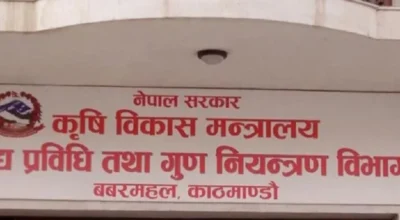 नेपाल सरकार
कृषि विकास मन्त्रालय
प्रविधि तथा गुण नियन्त्रण विभाग
बबरमहल, काठमाण्डौ